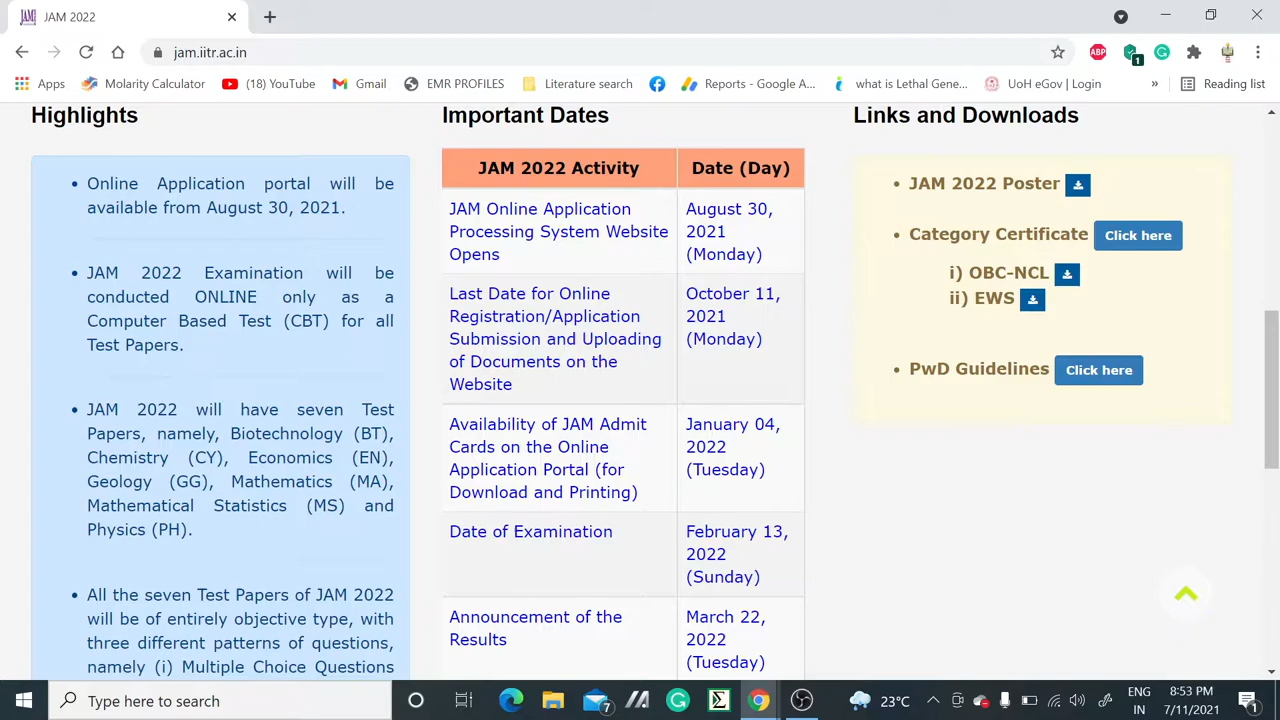 JAM 2022
jam.iitr.ac.in
ABP
1
Apps
Molarity Calculator
(18) YouTube
Gmail
EMR PROFILES
Literature search
Reports - Google A...
what is Lethal Gene...
UoH eGov | Login
»
Reading list
Highlights
Online Application portal will be
available from August 30, 2021.
JAM 2022 Examination will be
conducted ONLINE only as a
Computer Based Test (CBT) for all
Test Papers.
JAM 2022 will have seven Test
Papers, namely, Biotechnology (BT),
Chemistry (CY), Economics (EN),
Geology (GG), Mathematics (MA),
Mathematical Statistics (MS) and
Physics (PH).
All the seven Test Papers of JAM 2022
will be of entirely objective type, with
three different patterns of questions,
namely (i) Multiple Choice Questions
Important Dates
JAM 2022 Activity
Date (Day)
JAM Online Application
Processing System Website
Opens
August 30,
2021
(Monday)
Last Date for Online
Registration/Application
Submission and Uploading
of Documents on the
Website
October 11,
2021
(Monday)
Availability of JAM Admit
Cards on the Online
Application Portal (for
Download and Printing)
January 04,
2022
(Tuesday)
Date of Examination
February 13,
2022
(Sunday)
Announcement of the
Results
March 22,
2022
(Tuesday)
Links and Downloads
JAM 2022 Poster
Category Certificate Click here
i) OBC-NCL
ii) EWS
PwD Guidelines Click here
Type here to search
7
23°C
ENG
IN
8:53 PM
7/11/2021
1